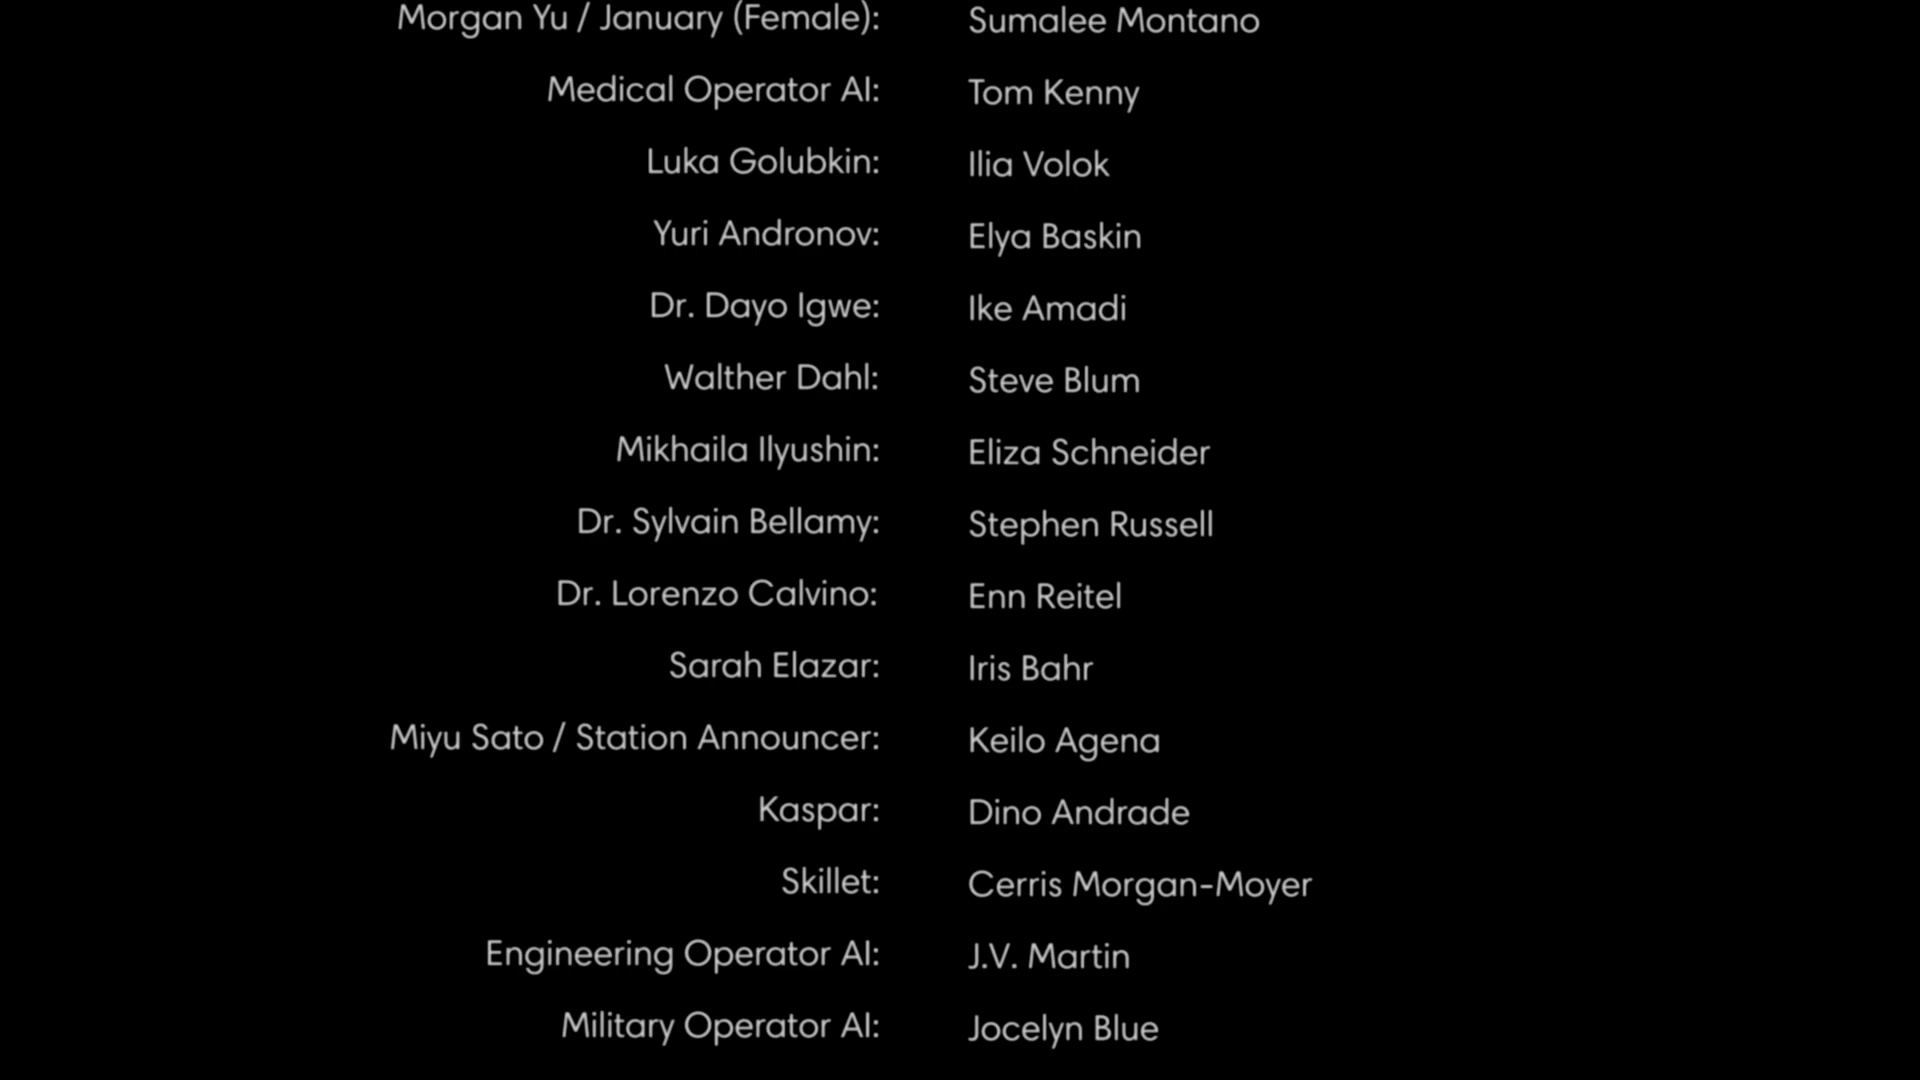 Morgan Yu / January (Female): Sumalee Montano
Medical Operator AI: Tom Kenny
Luka Golubkin: Ilia Volok
Yuri Andronov: Elya Baskin
Dr. Dayo Igwe: Ike Amadi
Walther Dahl: Steve Blum
Mikhaila Ilyushin: Eliza Schneider
Dr. Sylvain Bellamy: Stephen Russell
Dr. Lorenzo Calvino: Enn Reitel
Sarah Elazar: Iris Bahr
Miyu Sato / Station Announcer: Keilo Agena
Kaspar: Dino Andrade
Skillet: Cerris Morgan-Moyer
Engineering Operator AI: J.V. Martin
Military Operator AI: Jocelyn Blue